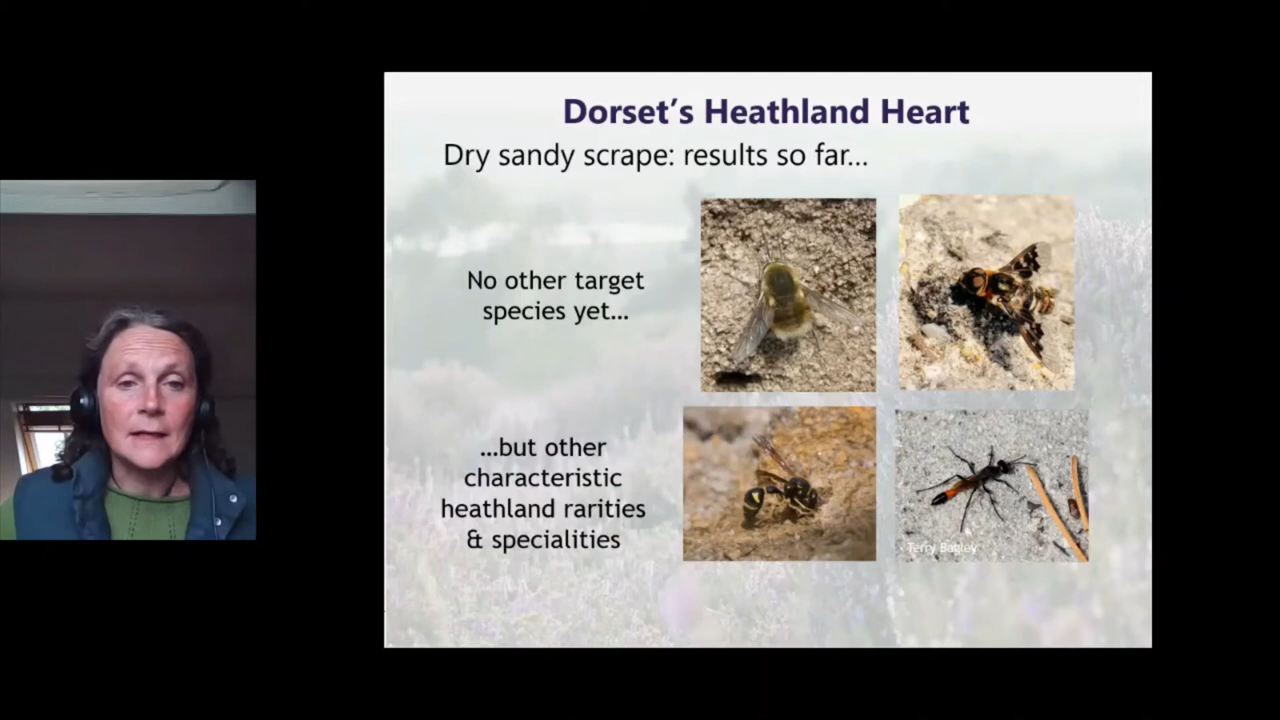 Dorset’s Heathland Heart
Dry sandy scrape: results so far...
No other target
species yet...
...but other
characteristic
heathland rarities
& specialities
Terry Bagley